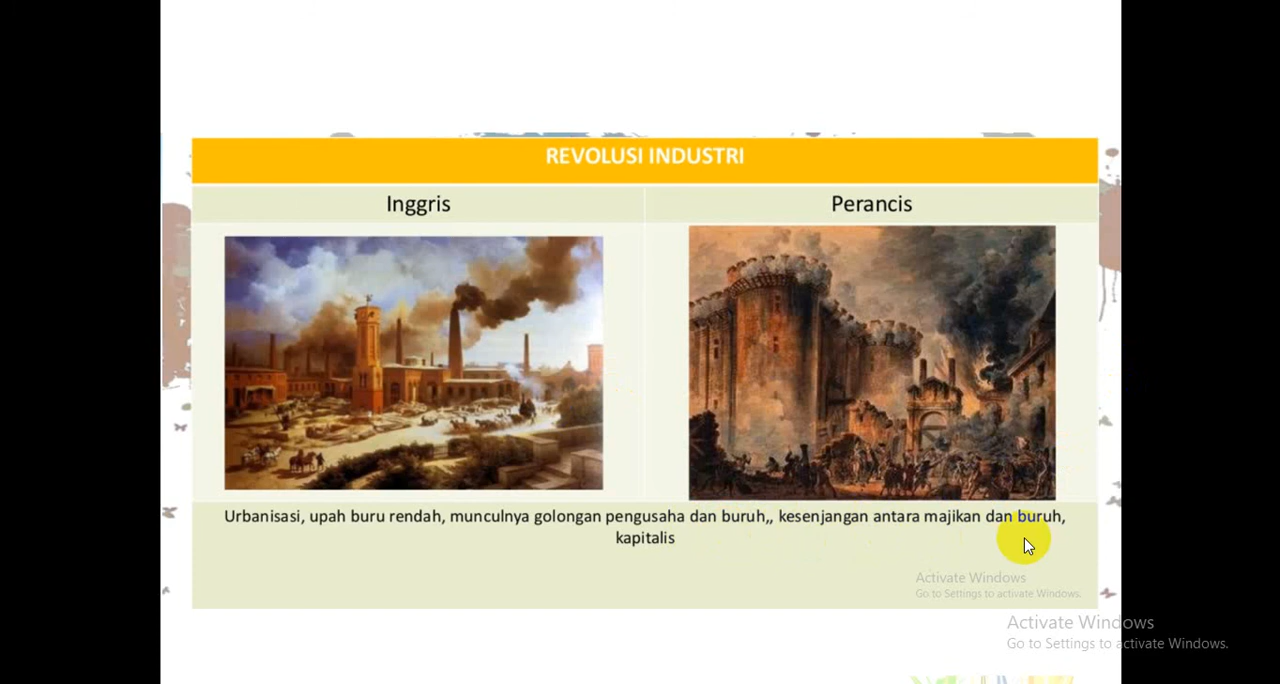 REVOLUSI INDUSTRI
Inggris
Perancis
Urbanisasi, upah buru rendah, munculnya golongan pengusaha dan buruh,, kesenjangan antara majikan dan buruh,
kapitalis
Activate Windows
Go to Settings to activate Windows.
Activate Windows
Go to Settings to activate Windows.